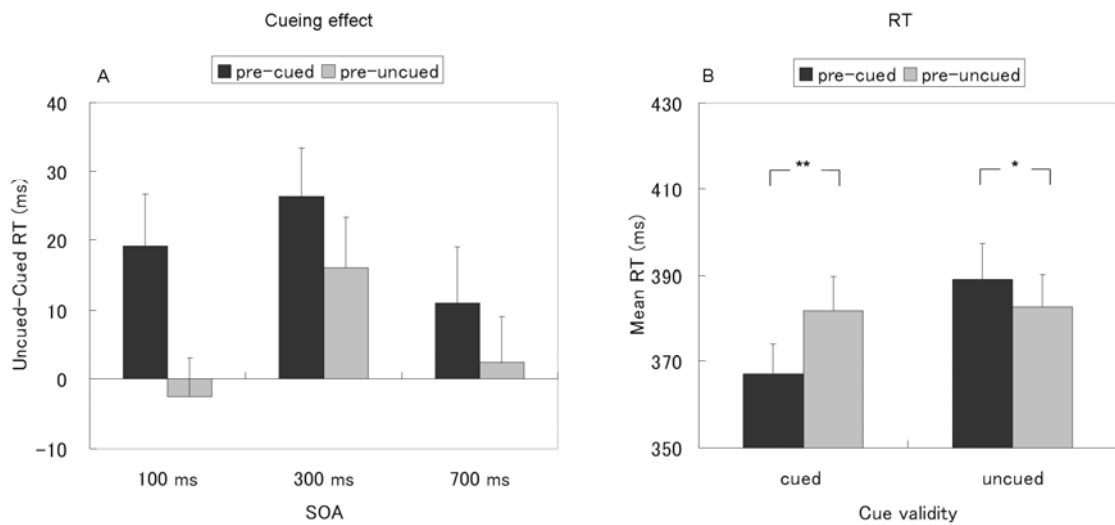 Cueing effect
A
pre-cued pre-uncued
Uncued-Cued RT (ms)
40
30
20
10
0
-10
100 ms 300 ms 700 ms
SOA
RT
B
pre-cued pre-uncued
Mean RT (ms)
430
410
390
370
350
** *
cued uncued
Cue validity